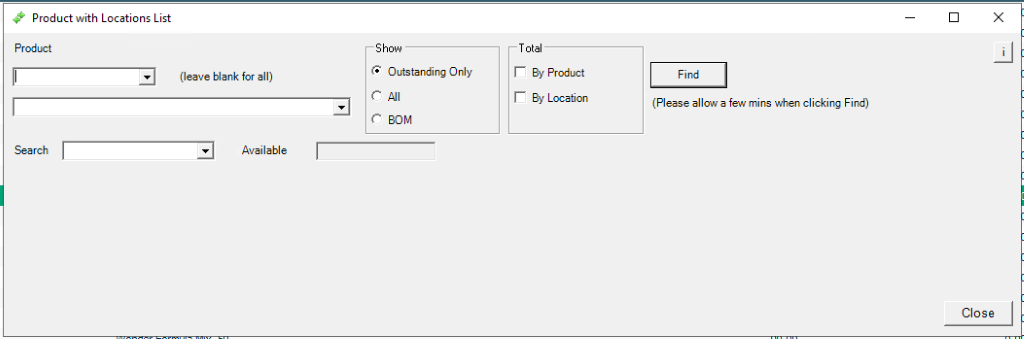 Product with Locations List
Product
(leave blank for all)
Show
Outstanding Only
All
BOM
Total
By Product
By Location
Find
(Please allow a few mins when clicking Find)
i
Search
Available
Close